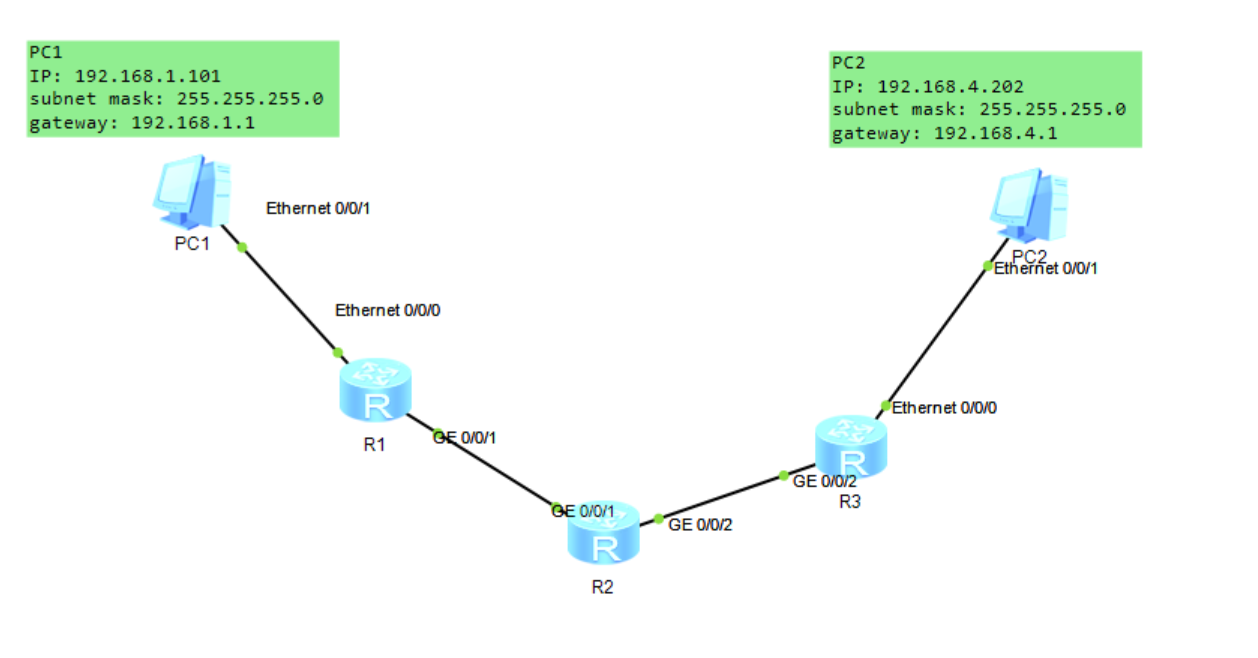 PC1
IP: 192.168.1.101
subnet mask: 255.255.255.0
gateway: 192.168.1.1
PC2
IP: 192.168.4.202
subnet mask: 255.255.255.0
gateway: 192.168.4.1
Ethernet 0/0/1
PC1
PC2
Ethernet 0/0/1
Ethernet 0/0/0
R
R1
GE 0/0/1
Ethernet 0/0/0
R
GE 0/0/2
R3
GE 0/0/1
GE 0/0/2
R
R2